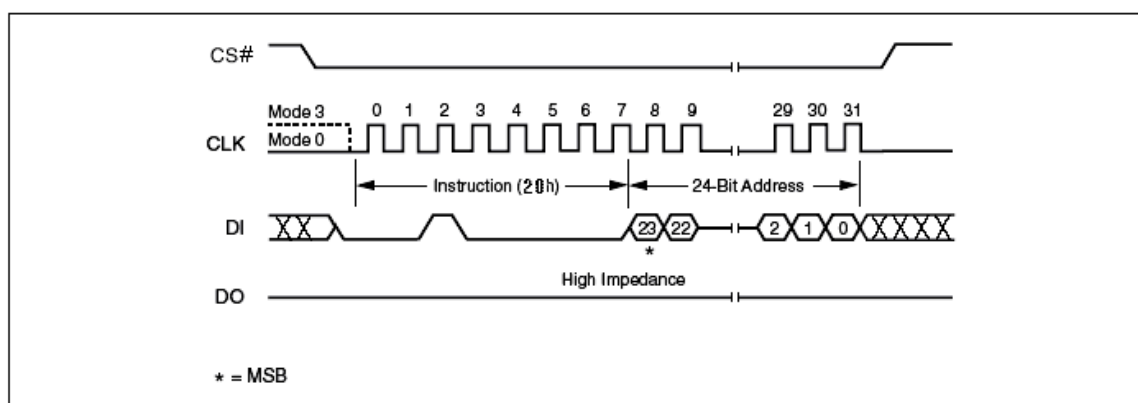 CS#
Mode 3
0 1 2 3 4 5 6 7 8 9 29 30 31
CLK
Mode 0
Instruction (20h)
24-Bit Address
DI
23 22 2 1 0
*
High Impedance
DO
* = MSB